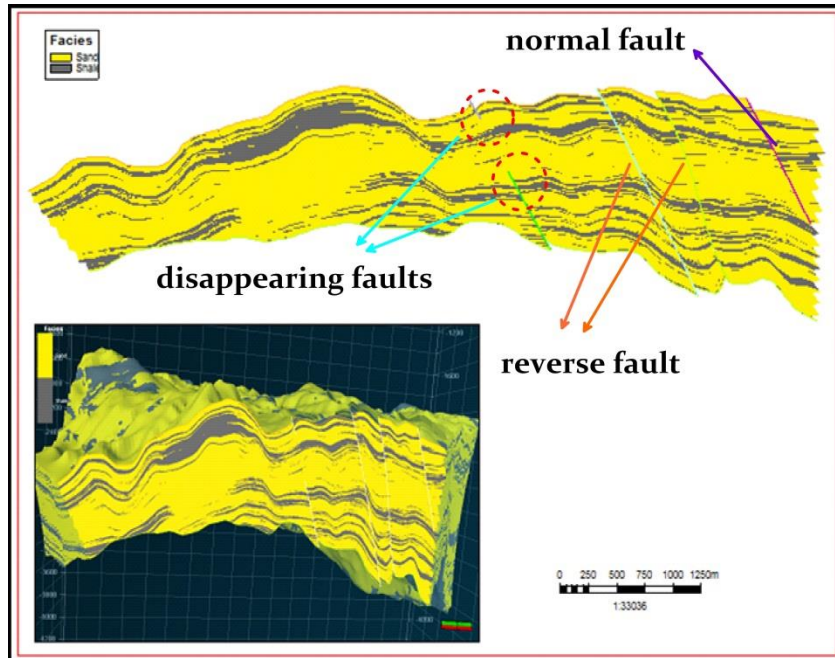 normal fault
Facies
Sand
Shale
disappearing faults
reverse fault
Facies
0 250 500 750 1000 1250m
1:33036